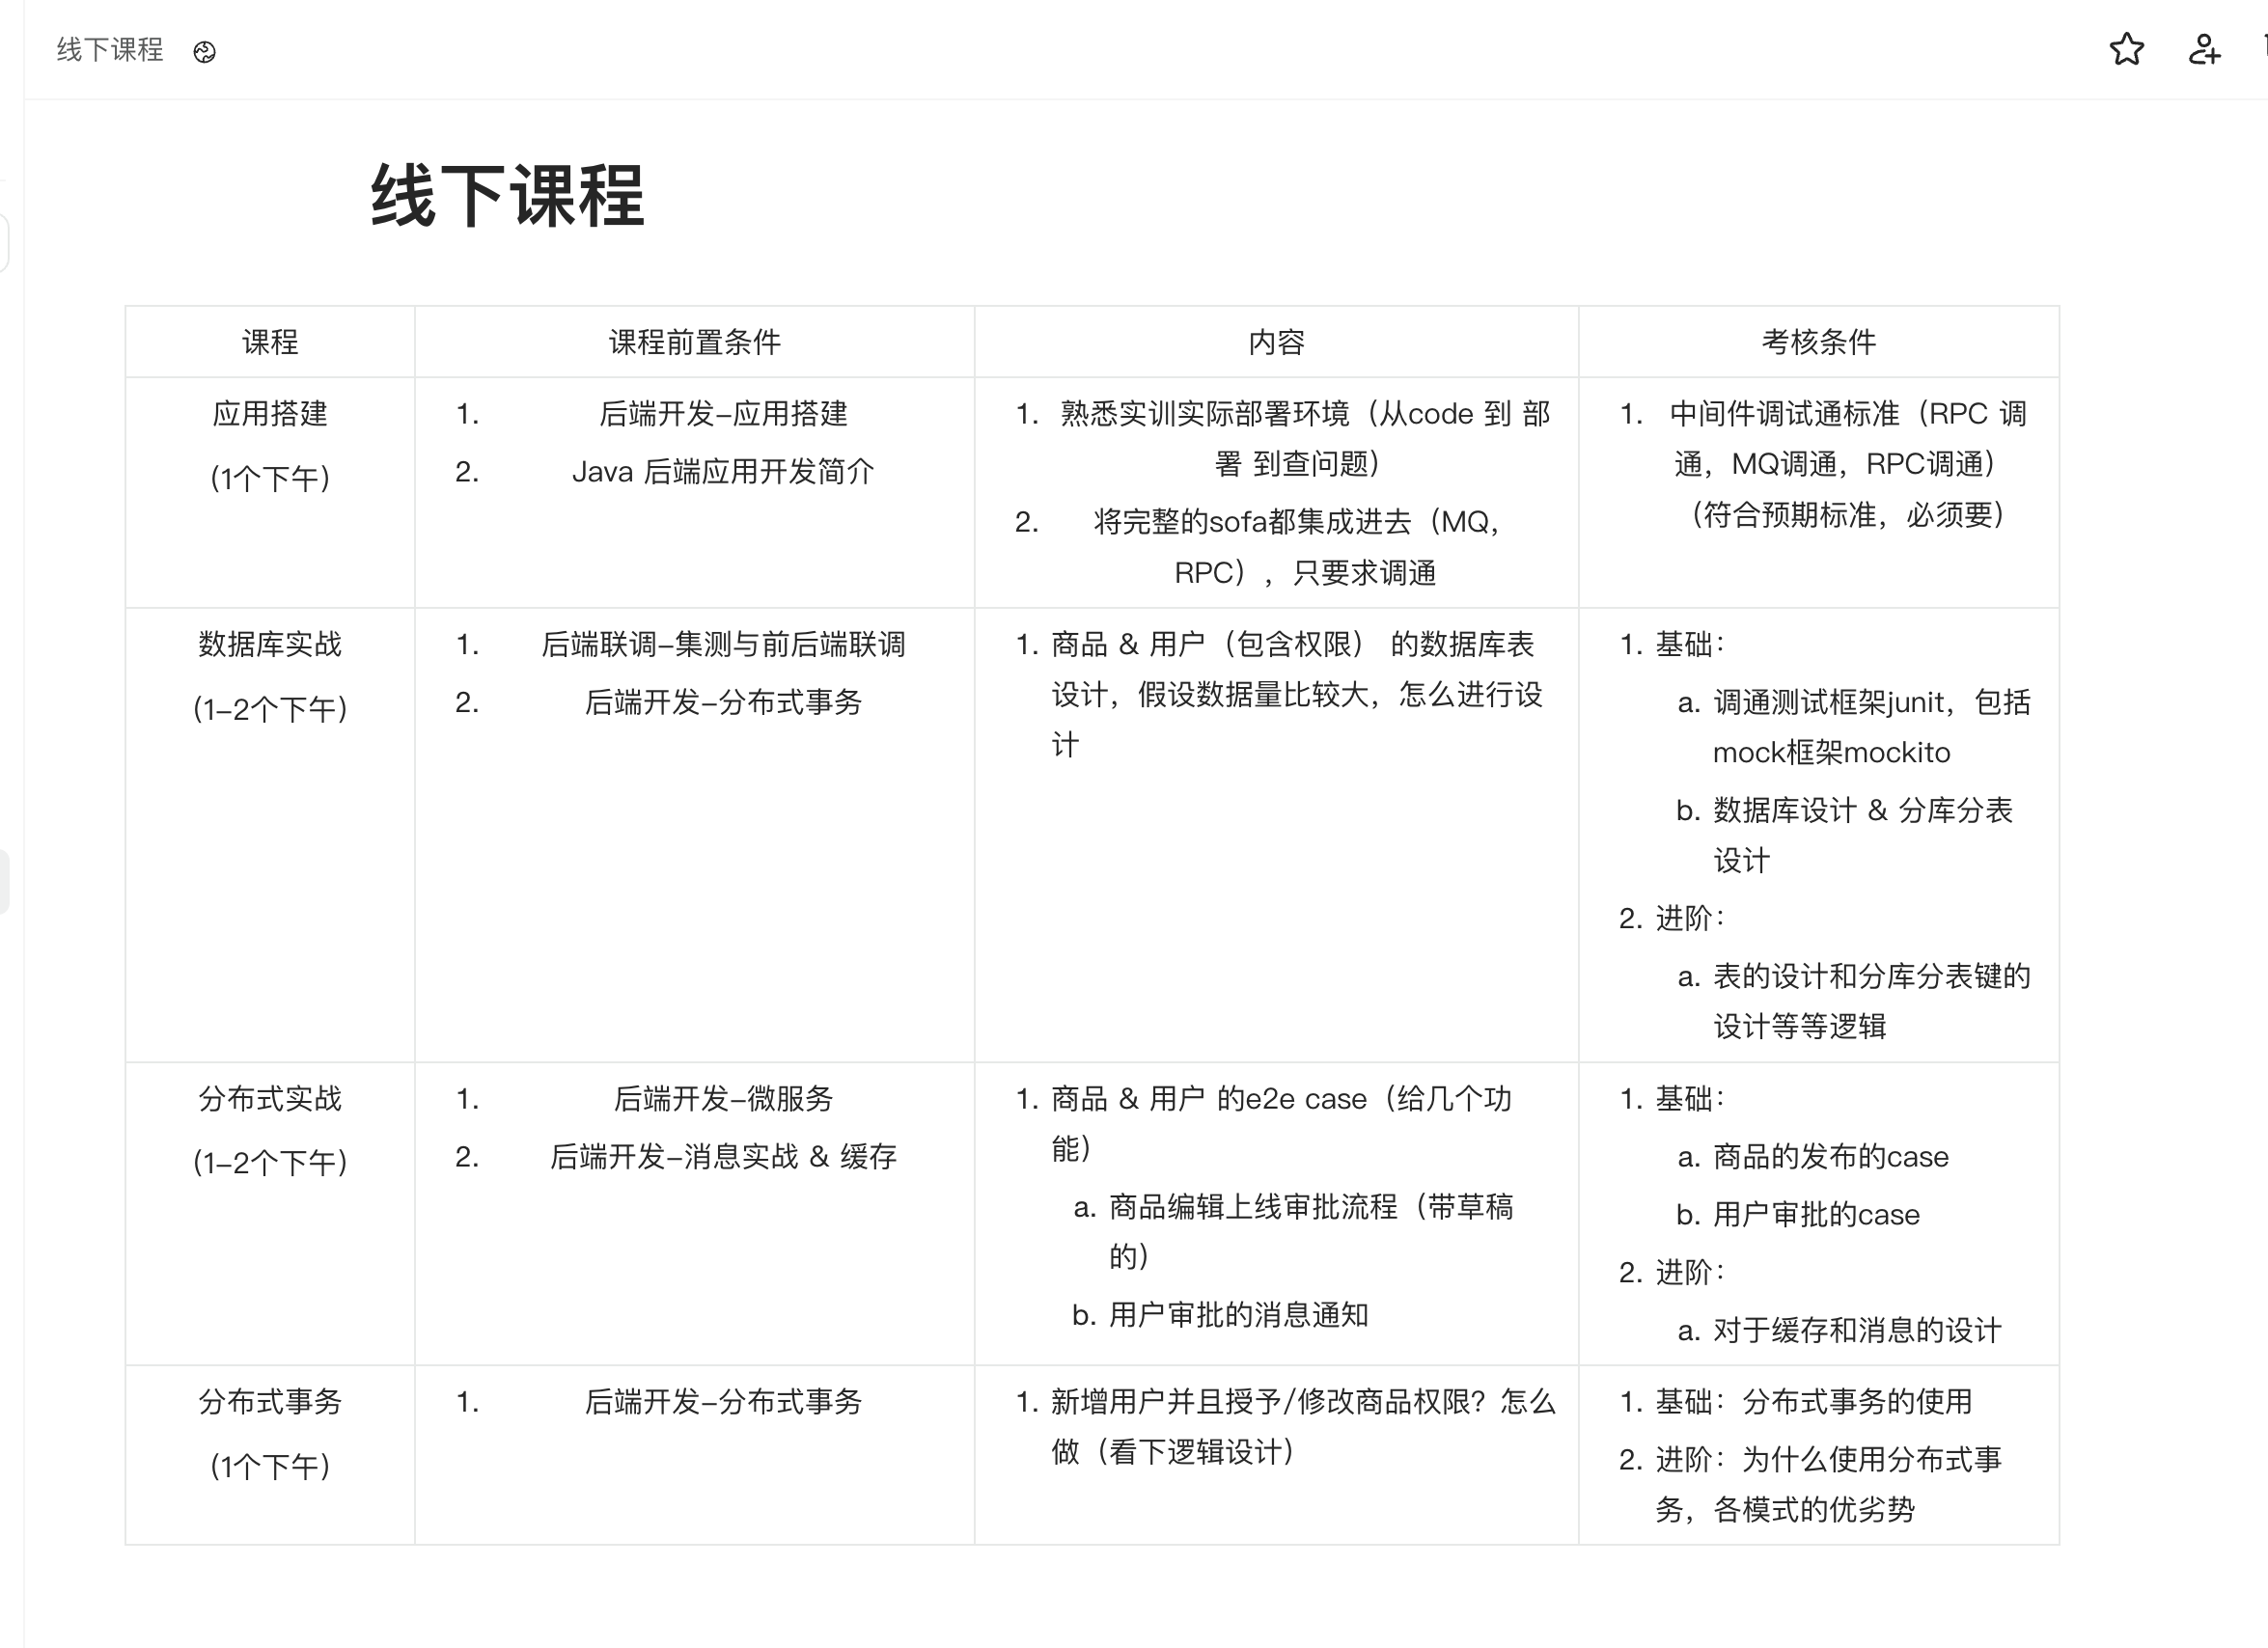 线下课程
线下课程
课程
课程前置条件
内容
考核条件
应用搭建
(1个下午)
1. 后端开发-应用搭建
2. Java 后端应用开发简介
1. 熟悉实训实际部署环境（从code 到 部
署 到查问题）
2. 将完整的sofa都集成进去（MQ，
RPC），只要求调通
1. 中间件调试通标准（RPC 调
通，MQ调通，RPC调通）
（符合预期标准，必须要）
数据库实战
(1-2个下午)
1. 后端联调-集测与前后端联调
2. 后端开发-分布式事务
1. 商品 & 用户（包含权限） 的数据库表
设计，假设数据量比较大，怎么进行设
计
1. 基础：
a. 调通测试框架junit，包括
mock框架mockito
b. 数据库设计 & 分库分表
设计
2. 进阶：
a. 表的设计和分库分表键的
设计等等逻辑
分布式实战
(1-2个下午)
1. 后端开发-微服务
2. 后端开发-消息实战 & 缓存
1. 商品 & 用户 的e2e case（给几个功
能）
a. 商品编辑上线审批流程（带草稿
的）
b. 用户审批的消息通知
1. 基础：
a. 商品的发布的case
b. 用户审批的case
2. 进阶：
a. 对于缓存和消息的设计
分布式事务
(1个下午)
1. 后端开发-分布式事务
1. 新增用户并且授予/修改商品权限？怎么
做（看下逻辑设计）
1. 基础：分布式事务的使用
2. 进阶：为什么使用分布式事
务，各模式的优劣势